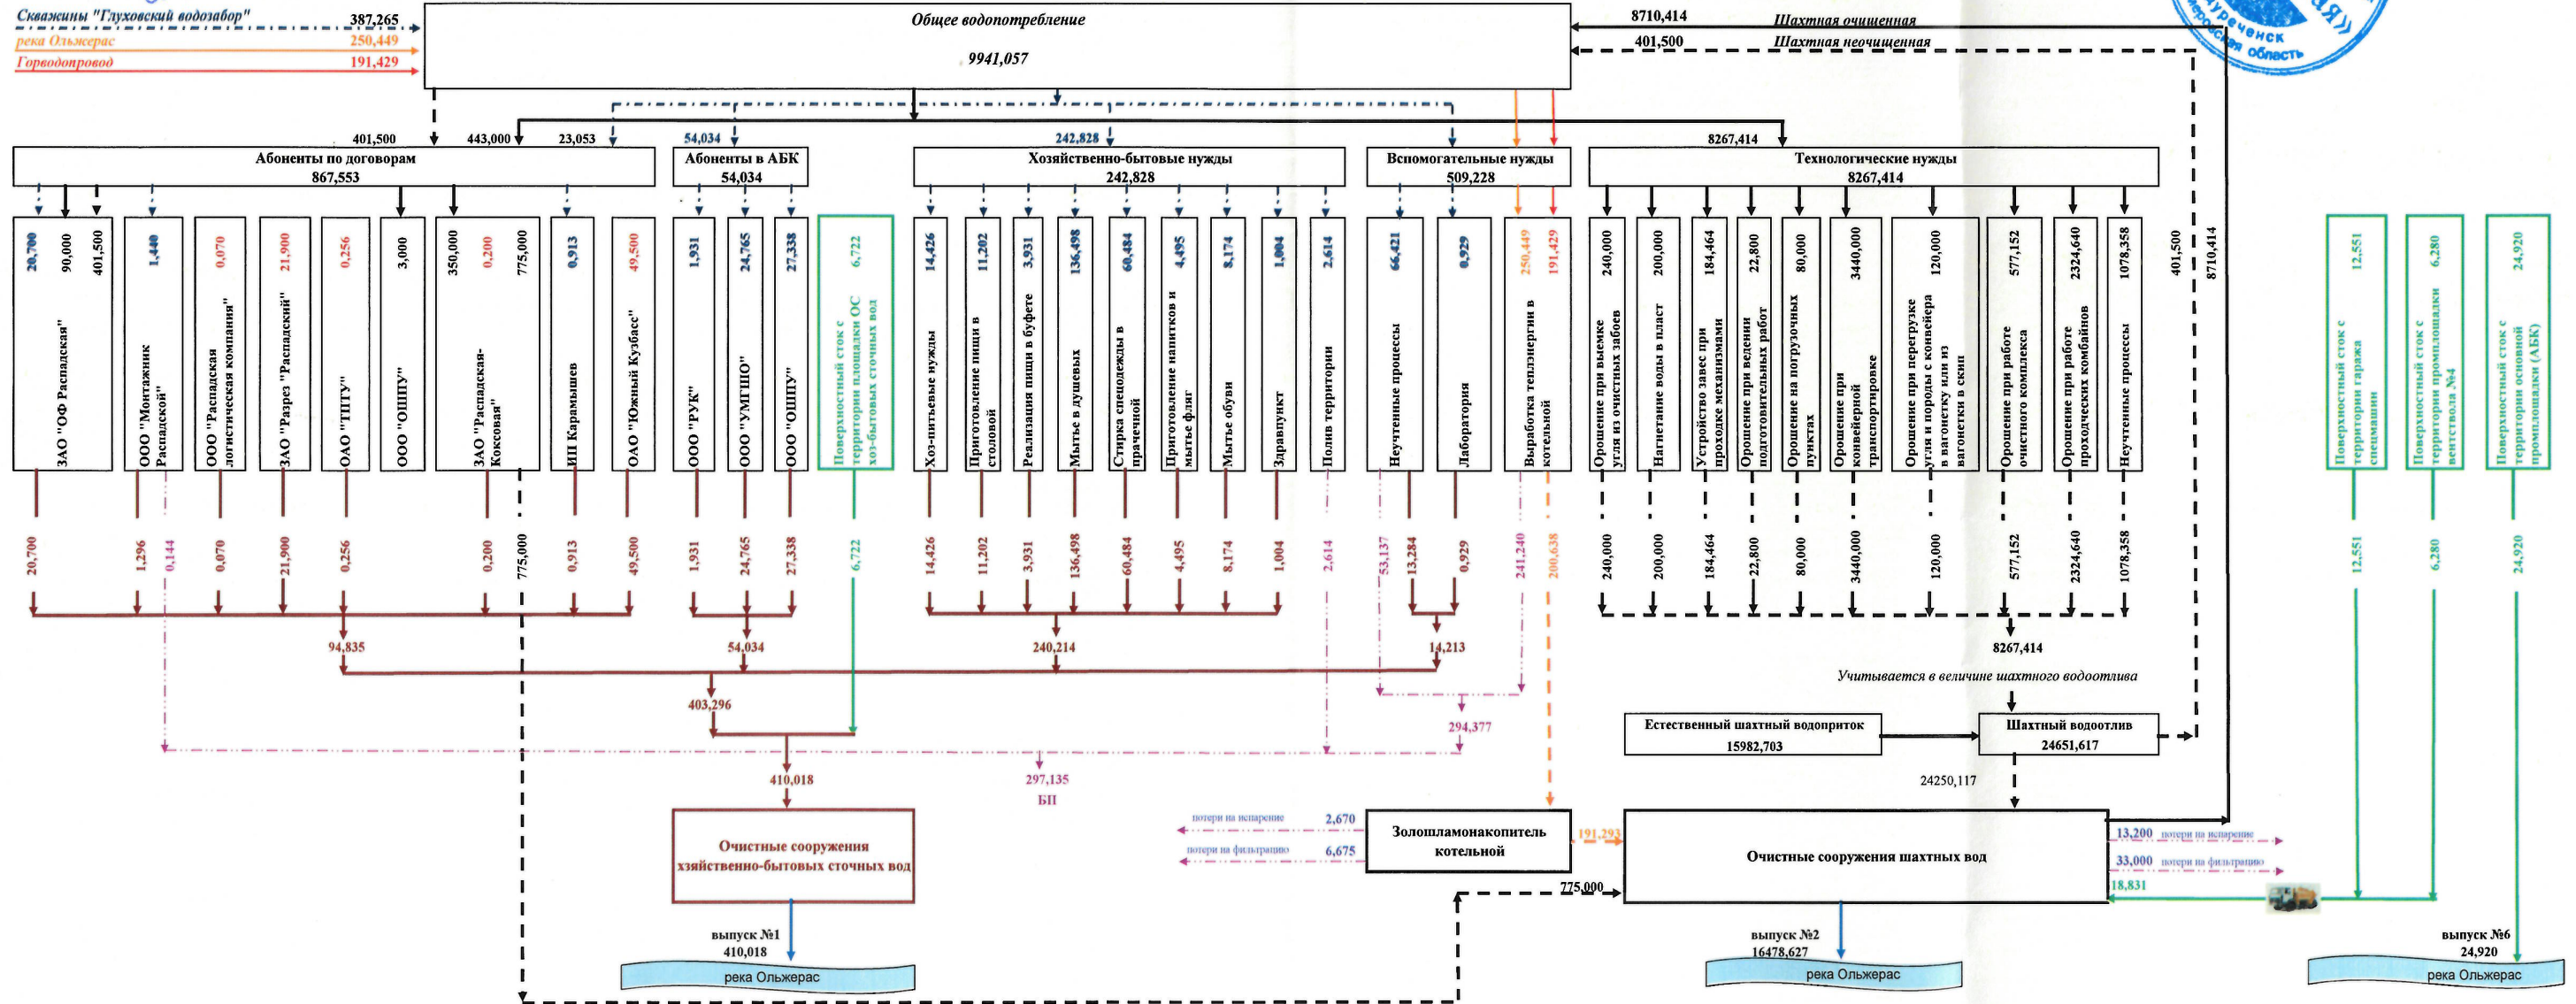 Скважины "Глуховский водозабор" 387,265
река Ольжерас 250,449
Горводопровод 191,429
Общее водопотребление
9941,057
8710,414 Шахтная очищенная
401,500 Шахтная неочищенная
уреченск
область
401,500 443,000 23,053 54,034 242,828 8267,414
Абоненты по договорам
867,553
Абоненты в АБК
54,034
Хозяйственно-бытовые нужды
242,828
Вспомогательные нужды
509,228
Технологические нужды
8267,414
20,700
90,000
401,500
ЗАО "ОФ Распадская"
1,440
ООО "Монтажник
Распадской"
0,070
ООО "Распадская
логистическая компания"
21,900
ЗАО "Разрез "Распадский"
0,256
ОАО "ТПТУ"
3,000
ООО "ОШПУ"
350,000
0,200
775,000
ЗАО "Распадская-
Коксовая"
0,913
ИП Карамышев
49,500
ОАО "Южный Кузбасс"
1,931
ООО "РУК"
24,765
ООО "УМГШО"
27,338
ООО "ОШПУ"
6,722
Поверхностный сток с
территории площадки ОС
хоз-бытовых сточных вод
14,426
Хоз-питьевые нужды
11,202
Приготовление пищи в
столовой
3,931
Реализация пищи в буфете
136,498
Мытье в душевых
60,484
Стирка спецодежды в
прачечной
4,495
Приготовление напитков и
мытье фляг
8,174
Мытье обуви
1,004
Здравпункт
2,614
Полив территории
66,421
Неучтенные процессы
0,929
Лаборатория
250,449
191,429
Выработка теплоэнергии в
котельной
240,000
Орошение при выемке
угля из очистных забоев
200,000
Нагнетание воды в пласт
184,464
Устройство завес при
проходке механизмами
22,800
Орошение при ведении
подготовительных работ
80,000
Орошение на погрузочных
пунктах
3440,000
Орошение при
конвейерной
транспортировке
120,000
Орошение при перегрузке
угля и породы с конвейера
в вагонетку или из
вагонетки в скип
577,152
Орошение при работе
очистного комплекса
2324,640
Орошение при работе
проходческих комбайнов
1078,358
Неучтенные процессы
401,500
8710,414
12,551
Поверхностный сток с
территории гаража
спецмашин
6,280
Поверхностный сток с
территории промплощадки
вентствола №4
24,920
Поверхностный сток с
территории основной
промплощадки (АБК)
20,700
1,296
0,144
0,070
21,900
0,256
0,200
775,000
0,913
49,500
1,931
24,765
27,338
6,722
14,426
11,202
3,931
136,498
60,484
4,495
8,174
1,004
2,614
53,137
13,284
0,929
241,240
200,638
240,000
200,000
184,464
22,800
80,000
3440,000
120,000
577,152
2324,640
1078,358
12,551
6,280
24,920
94,835 54,034 240,214 14,213 8267,414
Учитывается в величине шахтного водоотлива
403,296
294,377
Естественный шахтный водоприток
15982,703
Шахтный водоотлив
24651,617
410,018
297,135
БП
24250,117
Очистные сооружения
хзяйственно-бытовых сточных вод
потери на испарение 2,670
потери на фильтрацию 6,675
Золошламонакопитель
котельной
191,293
775,000
Очистные сооружения шахтных вод
13,200 потери на испарение
33,000 потери на фильтрацию
18,831
выпуск №1
410,018
река Ольжерас
выпуск №2
16478,627
река Ольжерас
выпуск №6
24,920
река Ольжерас